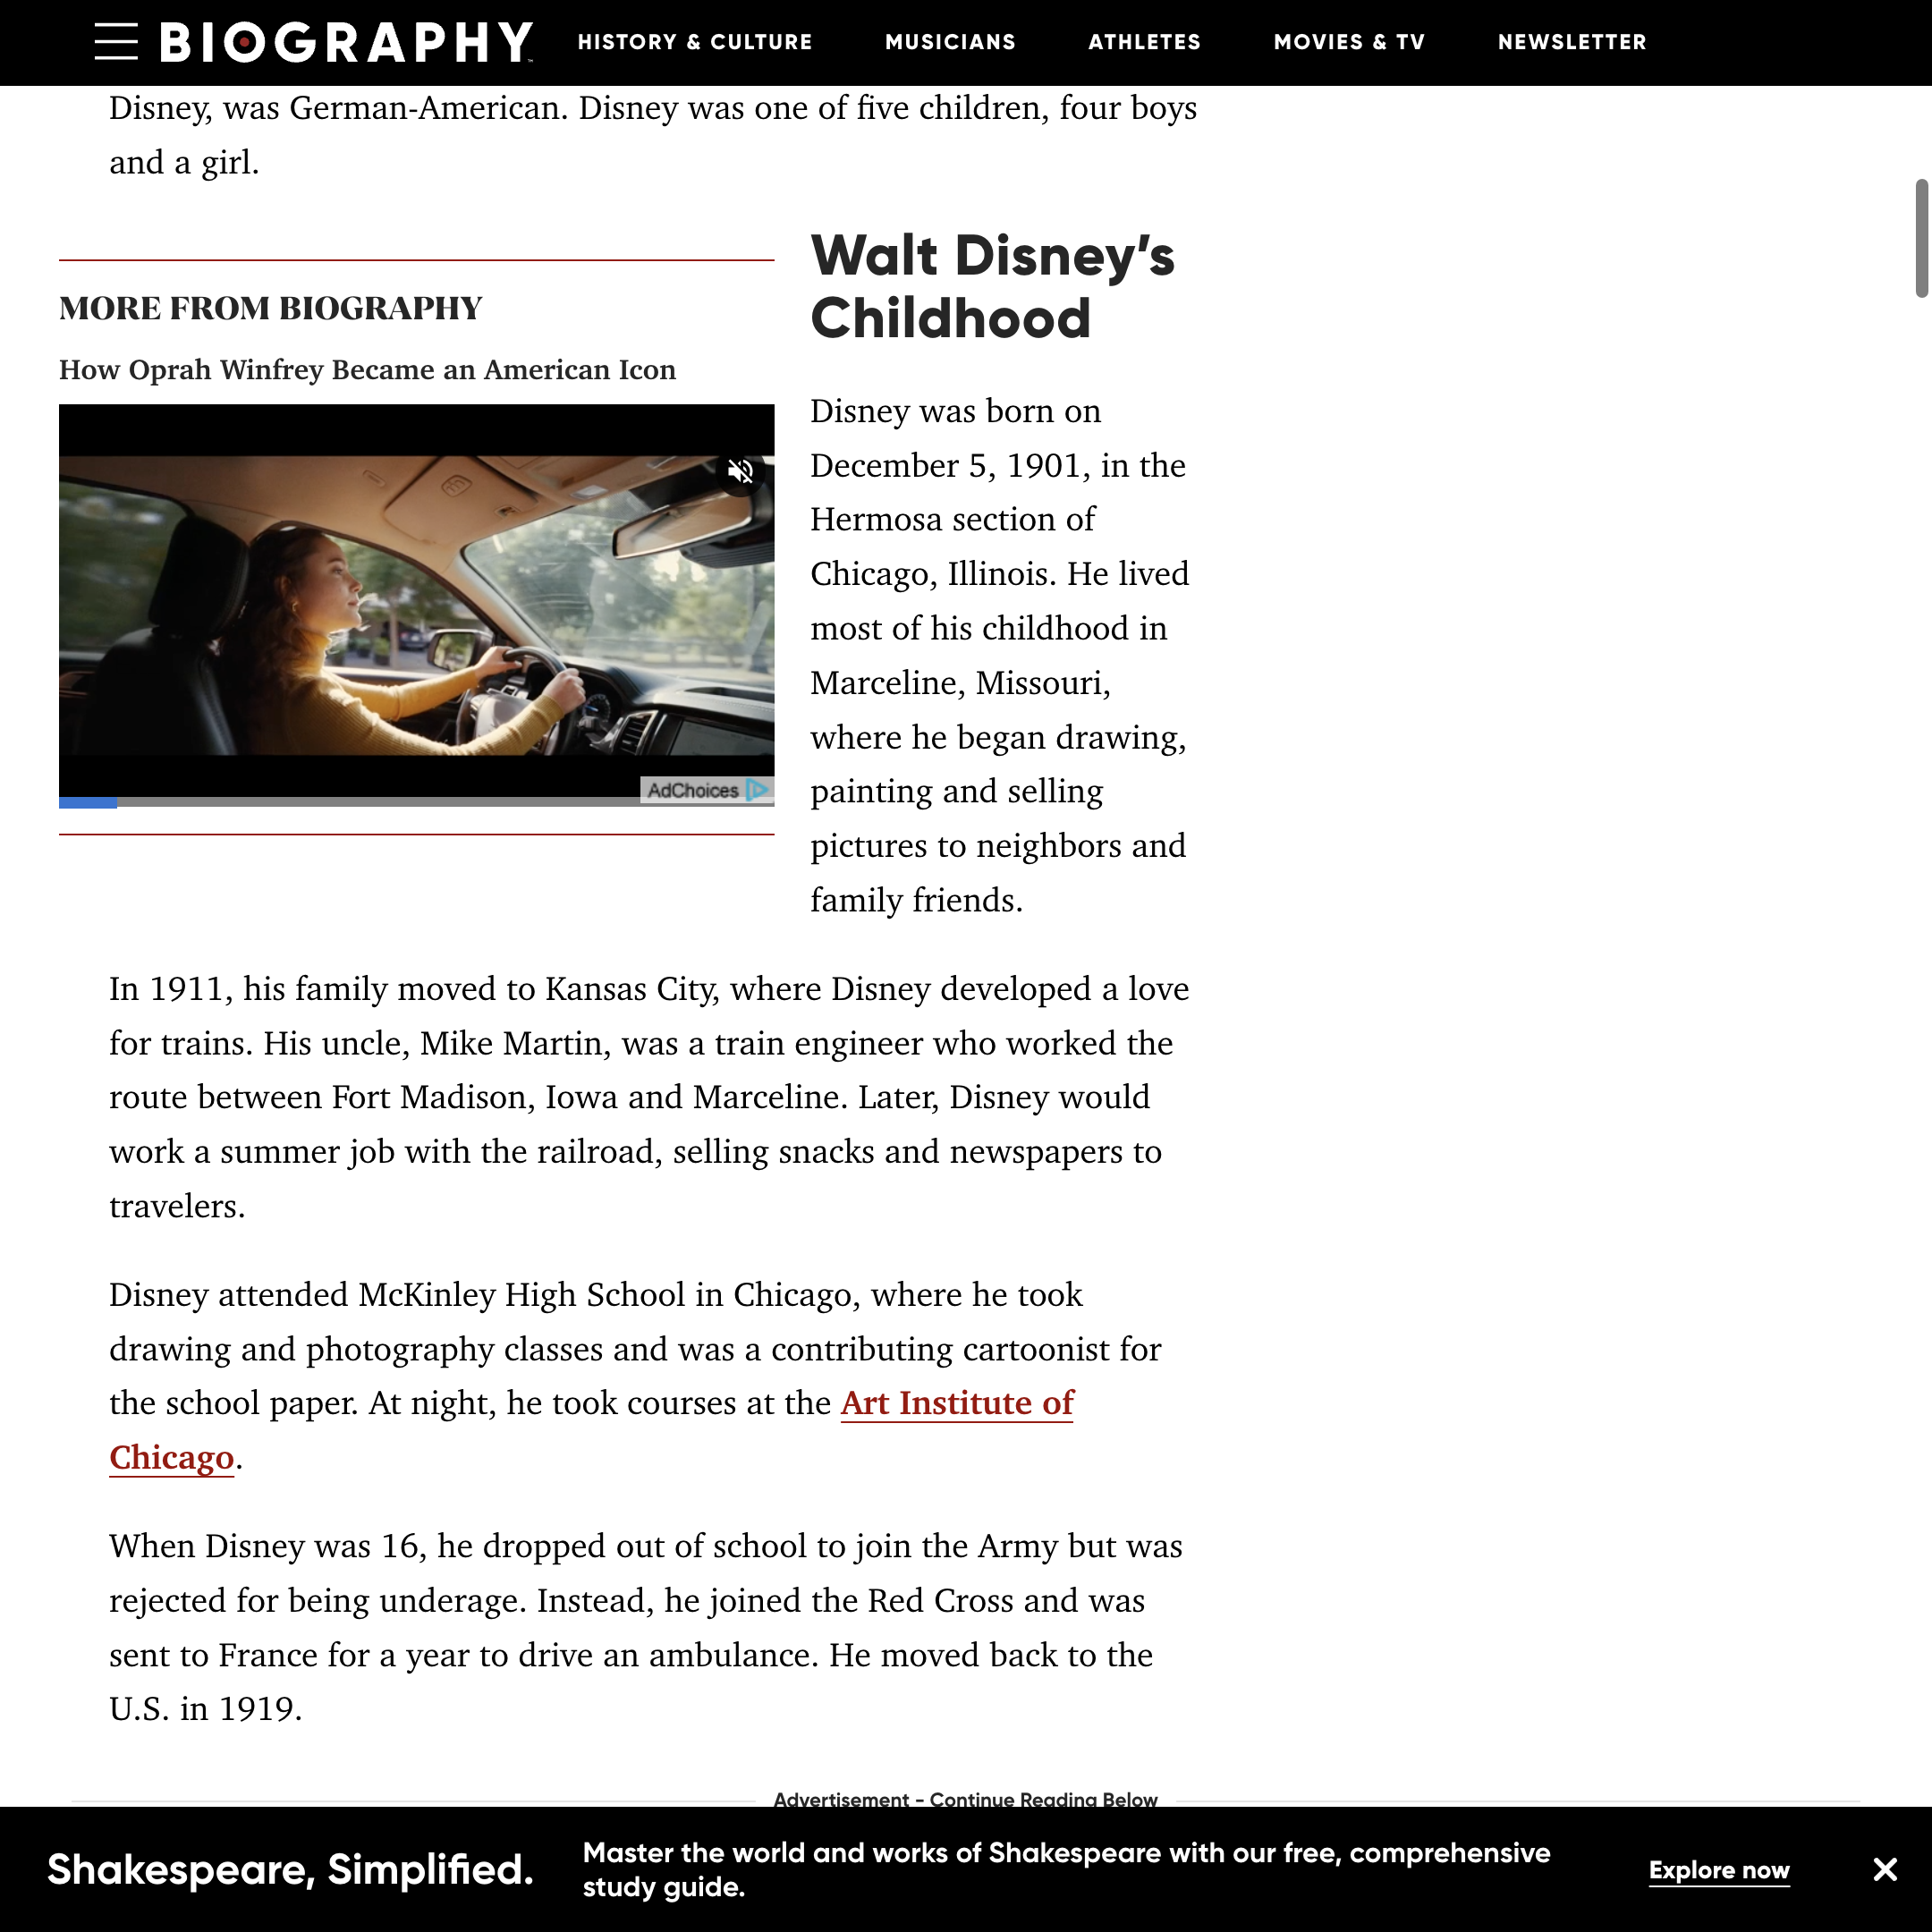 BIOGRAPHY
HISTORY & CULTURE
MUSICIANS
ATHLETES
MOVIES & TV
NEWSLETTER
Disney, was German-American. Disney was one of five children, four boys
and a girl.
MORE FROM BIOGRAPHY
How Oprah Winfrey Became an American Icon
AdChoices
Walt Disney’s
Childhood
Disney was born on
December 5, 1901, in the
Hermosa section of
Chicago, Illinois. He lived
most of his childhood in
Marceline, Missouri,
where he began drawing,
painting and selling
pictures to neighbors and
family friends.
In 1911, his family moved to Kansas City, where Disney developed a love
for trains. His uncle, Mike Martin, was a train engineer who worked the
route between Fort Madison, Iowa and Marceline. Later, Disney would
work a summer job with the railroad, selling snacks and newspapers to
travelers.
Disney attended McKinley High School in Chicago, where he took
drawing and photography classes and was a contributing cartoonist for
the school paper. At night, he took courses at the Art Institute of
Chicago.
When Disney was 16, he dropped out of school to join the Army but was
rejected for being underage. Instead, he joined the Red Cross and was
sent to France for a year to drive an ambulance. He moved back to the
U.S. in 1919.
Advertisement - Continue Reading Below
Shakespeare, Simplified.
Master the world and works of Shakespeare with our free, comprehensive
study guide.
Explore now